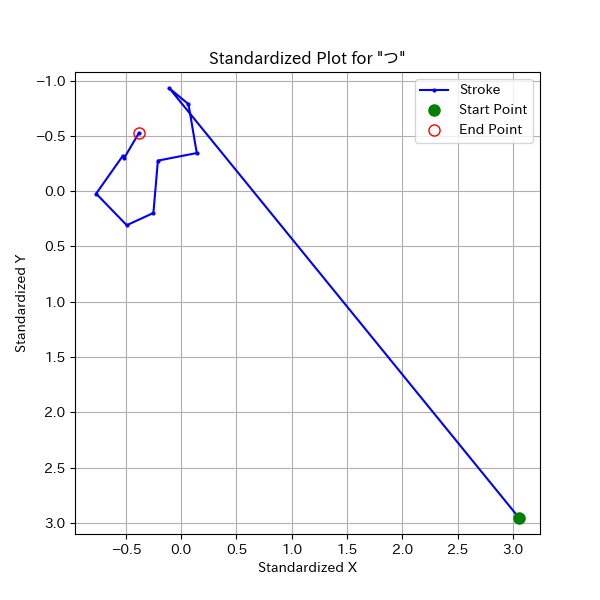 Standardized Plot for "つ"
Stroke
Start Point
End Point
−1.0
−0.5
0.0
0.5
1.0
1.5
2.0
2.5
3.0
Standardized Y
−0.5 0.0 0.5 1.0 1.5 2.0 2.5 3.0
Standardized X